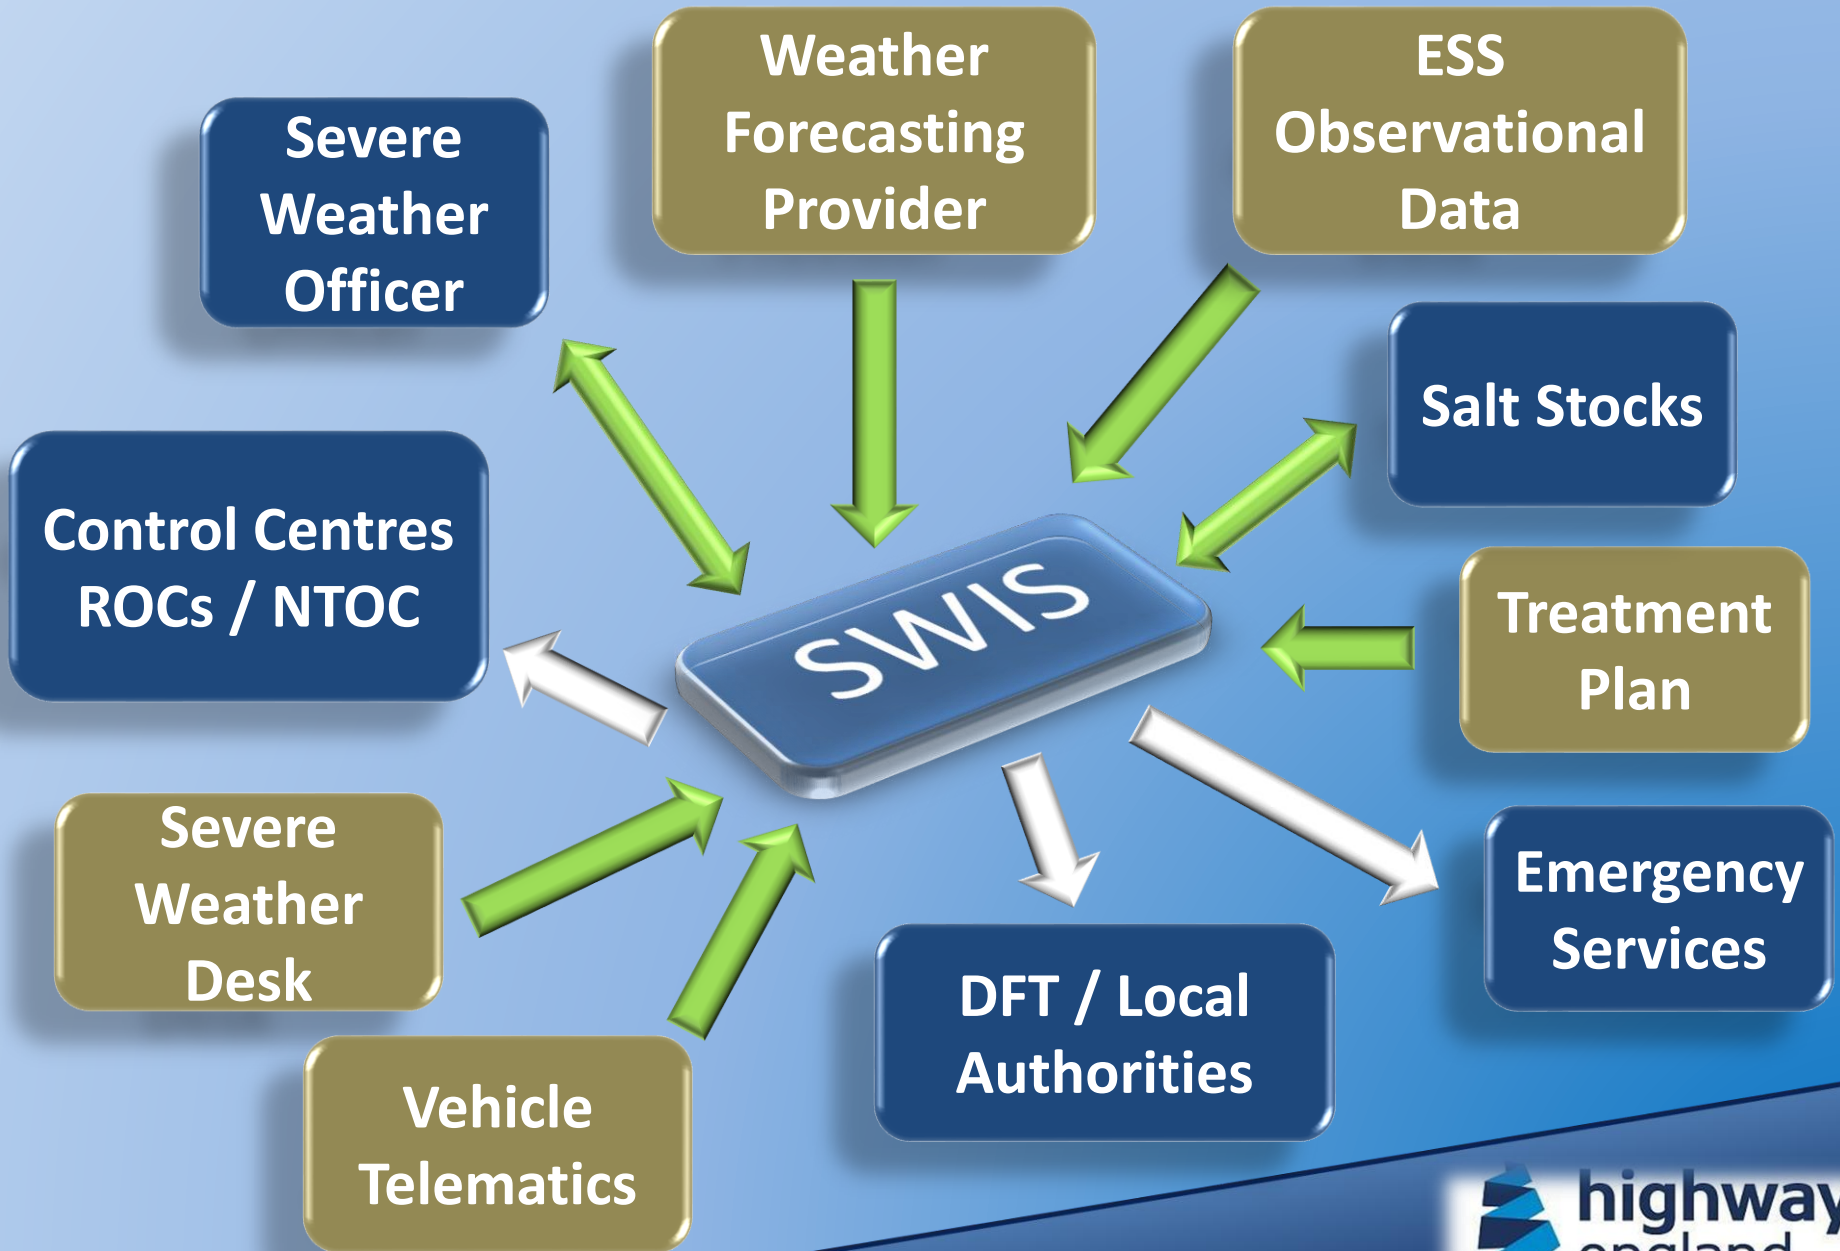 Weather
Forecasting
Provider
ESS
Observational
Data
Severe
Weather
Officer
Salt Stocks
Control Centres
ROCs / NTOC
SWIS
Treatment
Plan
Severe
Weather
Desk
Emergency
Services
DFT / Local
Authorities
Vehicle
Telematics
highway
england